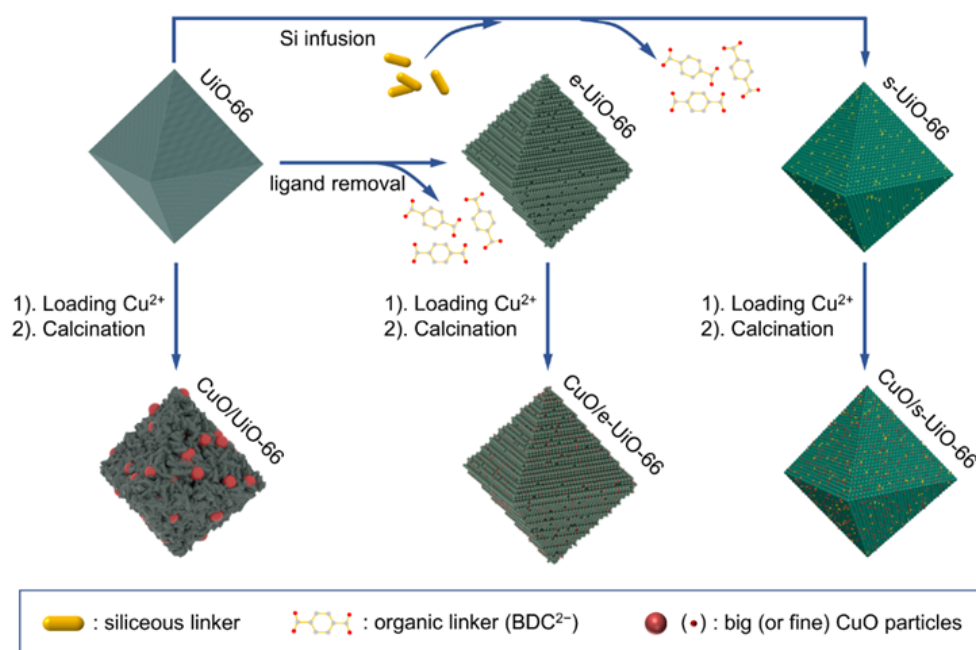 Si infusion
UiO-66
e-UiO-66
s-UiO-66
ligand removal
1). Loading Cu²⁺
2). Calcination
1). Loading Cu²⁺
2). Calcination
1). Loading Cu²⁺
2). Calcination
CuO/UiO-66
CuO/e-UiO-66
CuO/s-UiO-66
: siliceous linker
: organic linker (BDC²⁻)
(•) : big (or fine) CuO particles